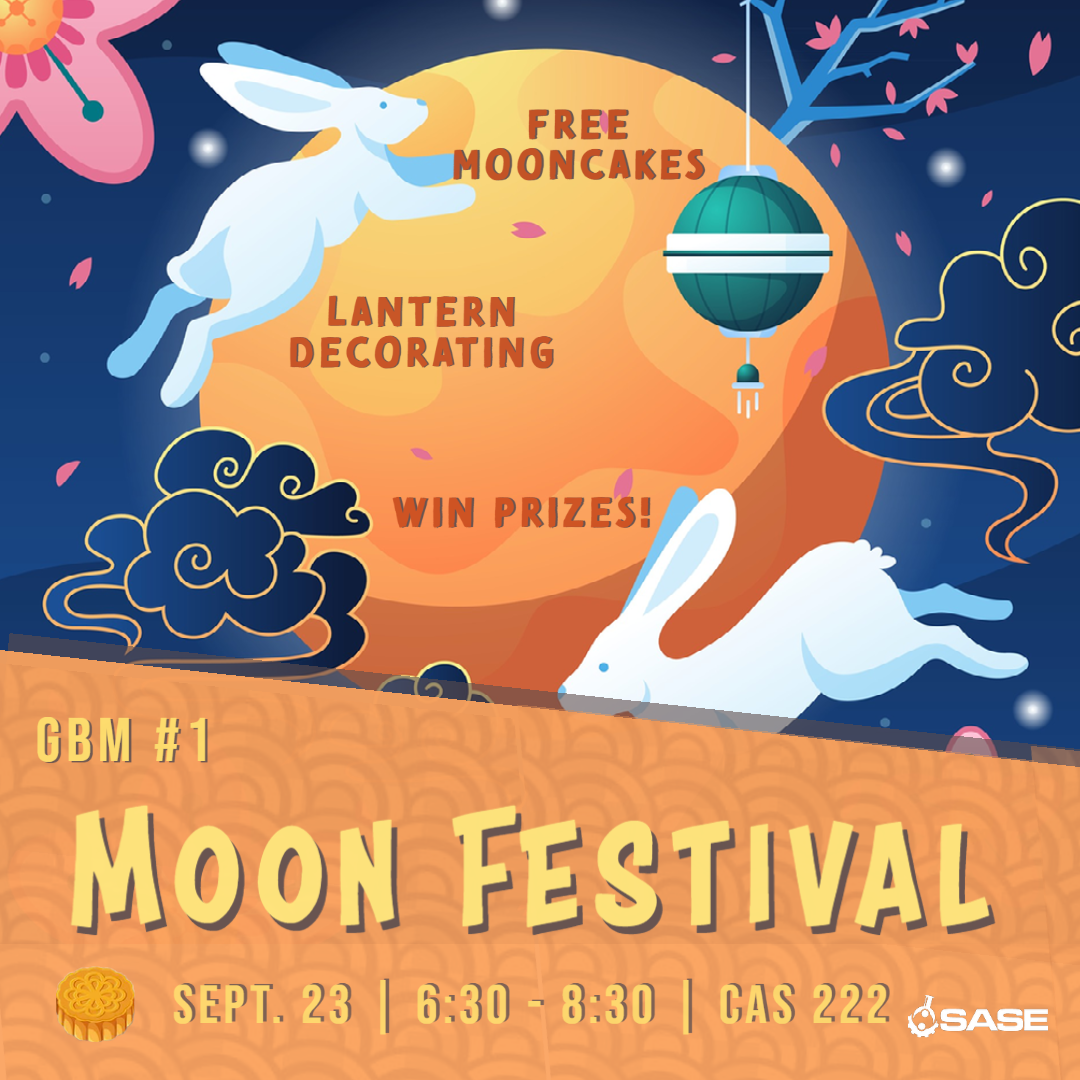 FREE
MOONCAKES
LANTERN
DECORATING
WIN PRIZES!
GBM #1
MOON FESTIVAL
SEPT. 23 | 6:30 - 8:30 | CAS 222
SASE